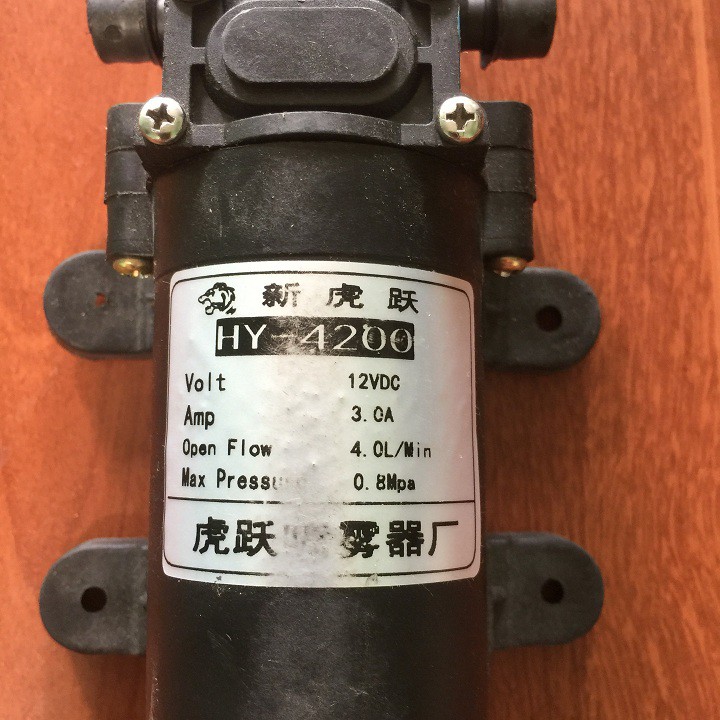 新虎跃
HY-4200
Volt 12VDC
Amp 3.0A
Open Flow 4.0L/Min
Max 0.8Mpa
虎跃 雾器厂